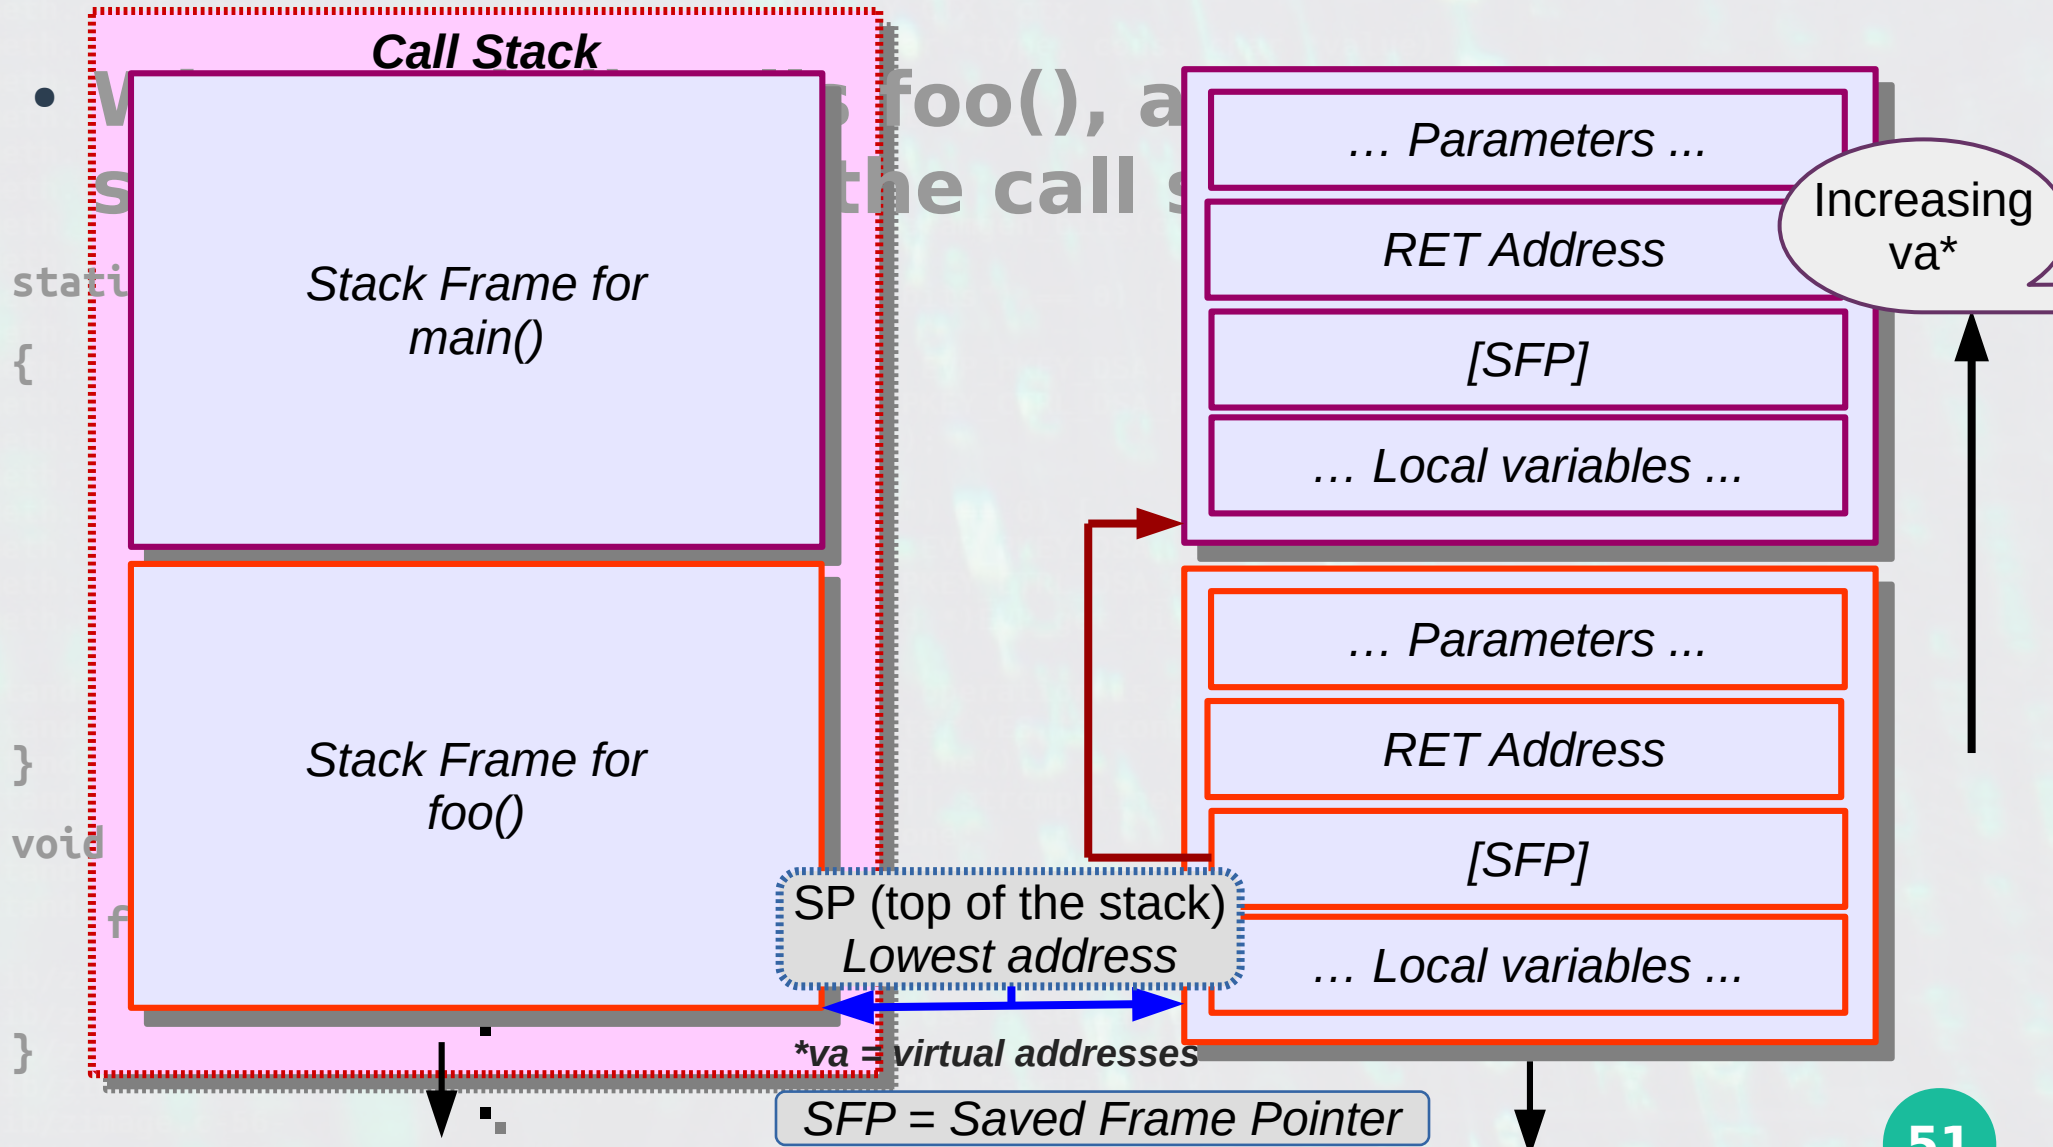 Call Stack
foo(), a
the call s
stati
{
}
void
f
}
Stack Frame for
main()
Stack Frame for
foo()
… Parameters ...
RET Address
[SFP]
… Local variables ...
Increasing
va*
… Parameters ...
RET Address
[SFP]
… Local variables ...
SP (top of the stack)
Lowest address
*va = virtual addresses
SFP = Saved Frame Pointer
51